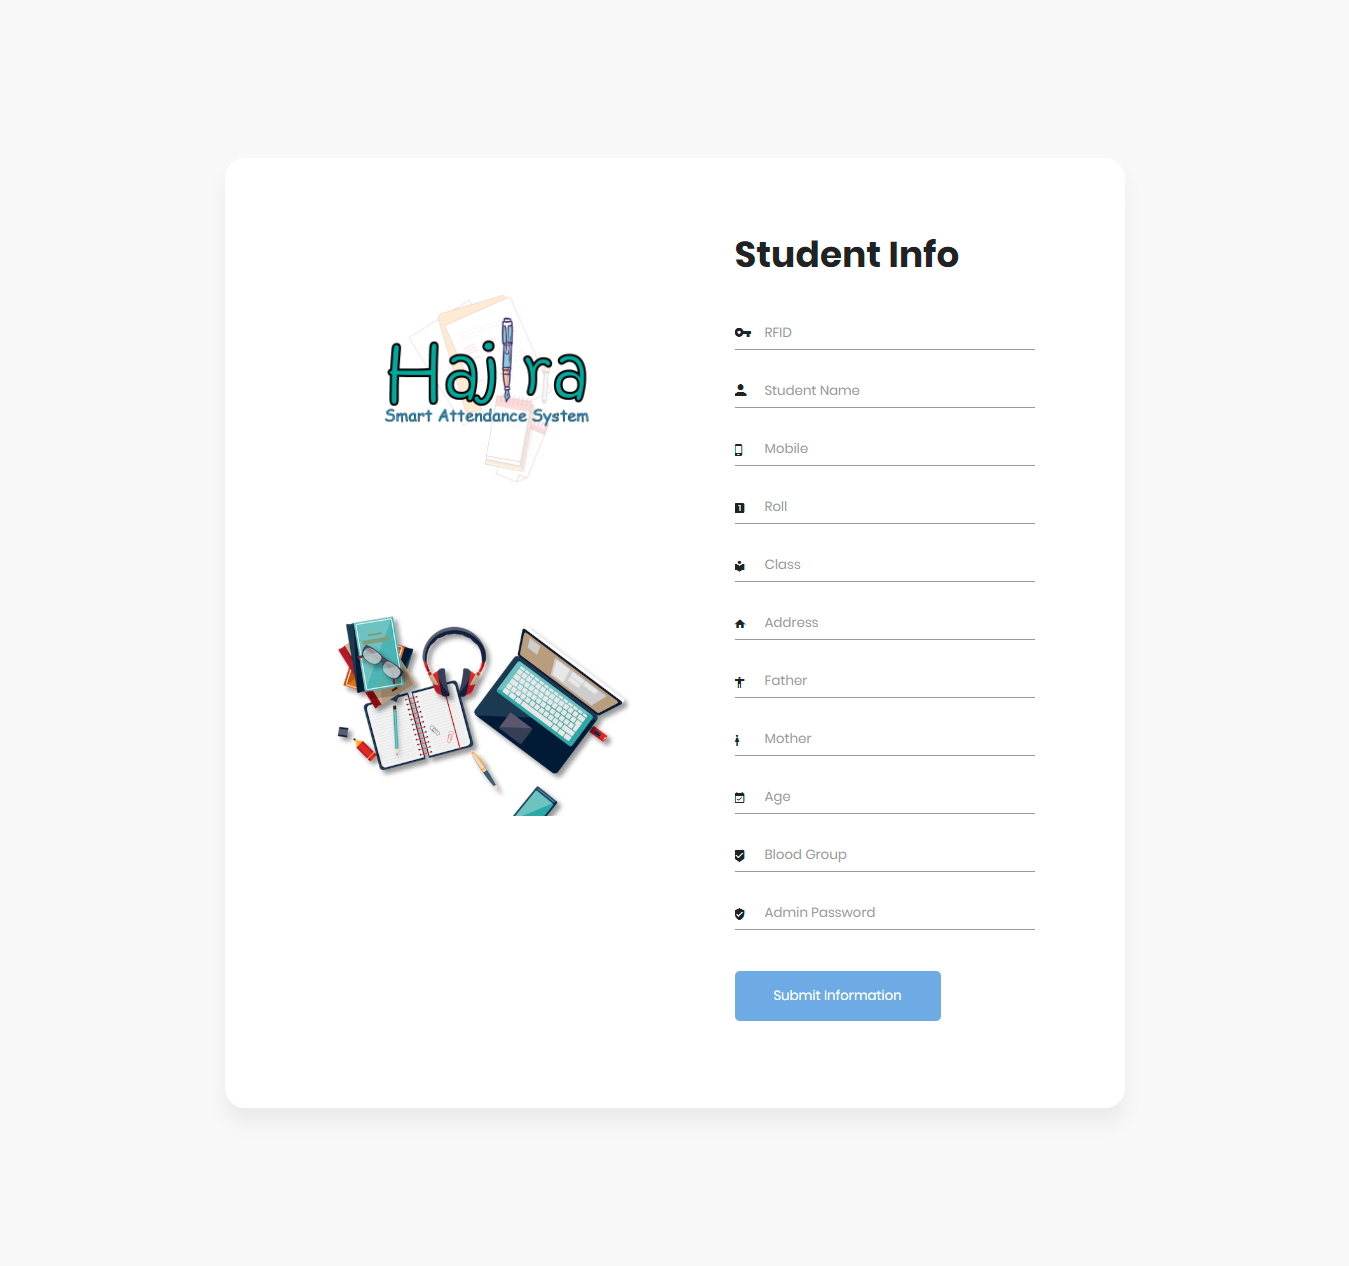 Hajira
Smart Attendance System
Student Info
RFID
Student Name
Mobile
Roll
Class
Address
Father
Mother
Age
Blood Group
Admin Password
Submit Information